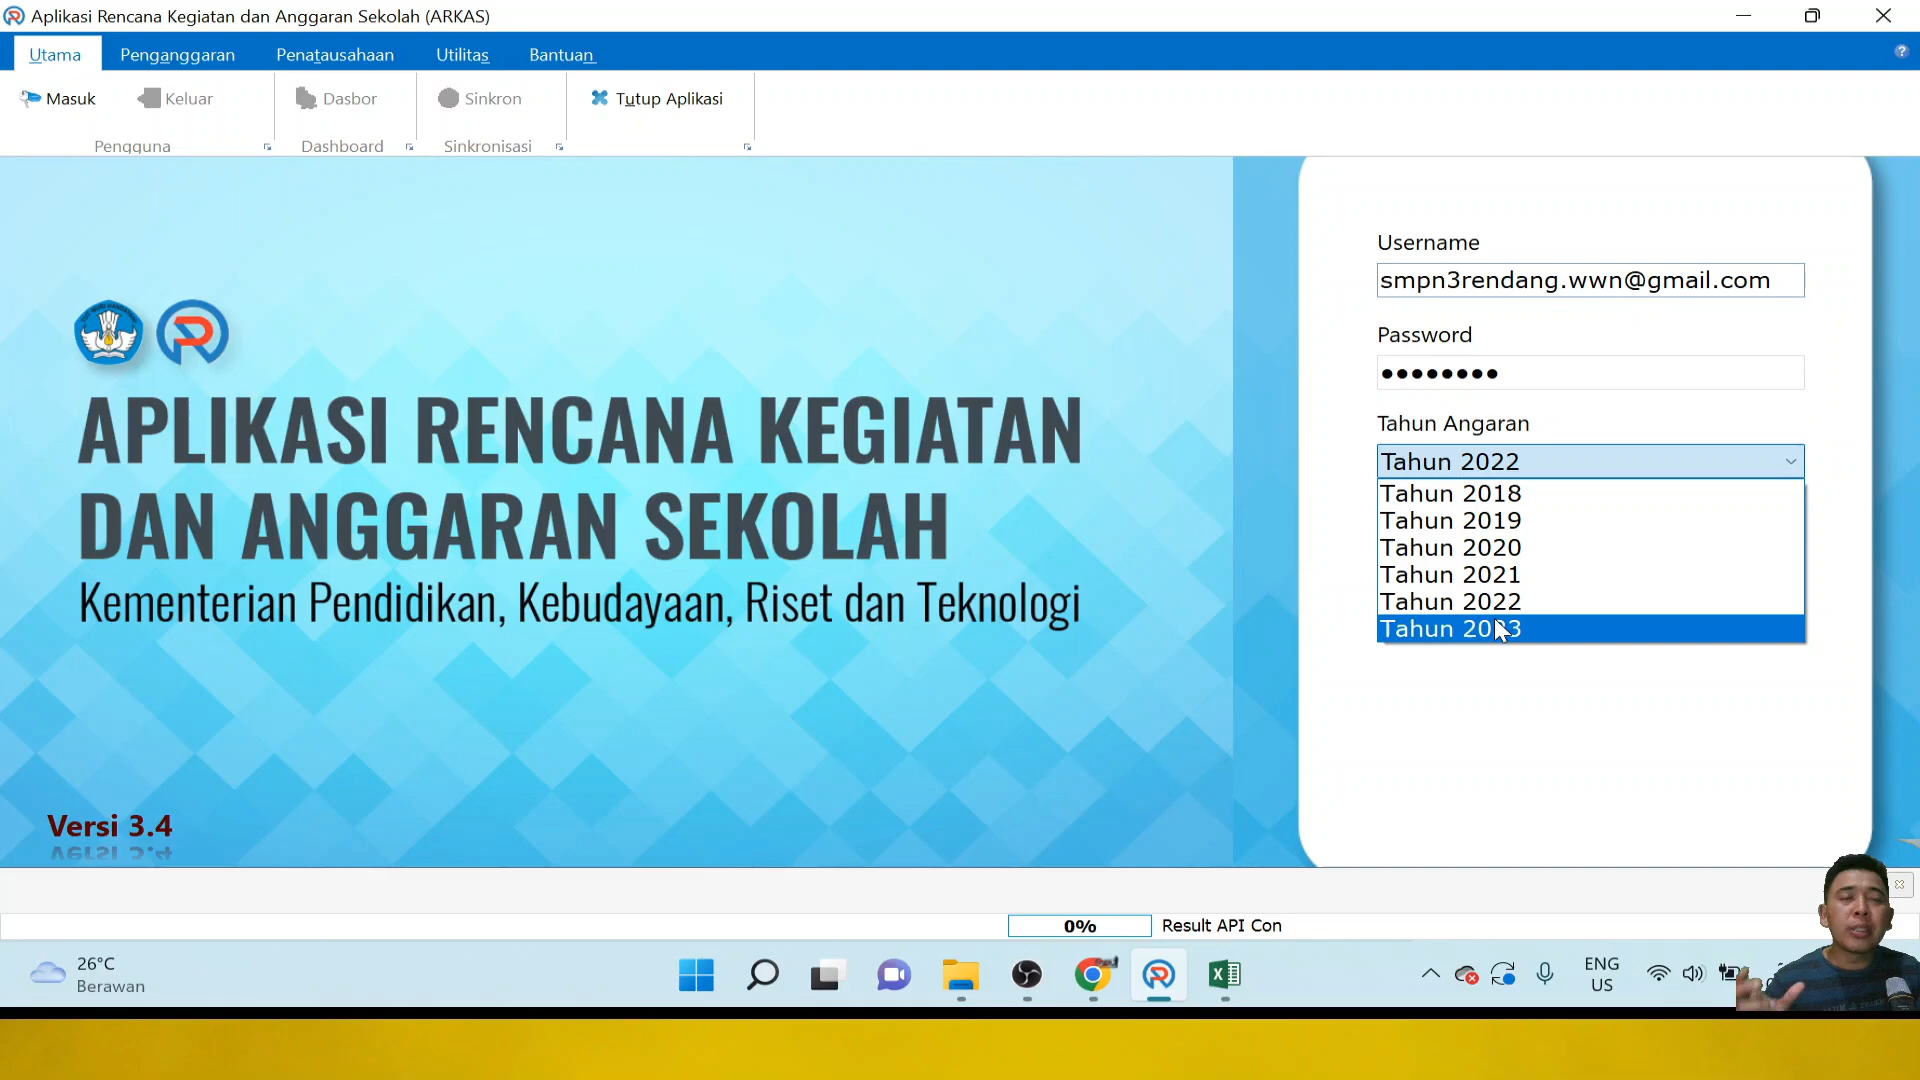 Aplikasi Rencana Kegiatan dan Anggaran Sekolah (ARKAS)
Utama Penganggaran Penatausahaan Utilitas Bantuan
Masuk Keluar Dasbor Sinkron Tutup Aplikasi
Pengguna Dashboard Sinkronisasi
APLIKASI RENCANA KEGIATAN
DAN ANGGARAN SEKOLAH
Kementerian Pendidikan, Kebudayaan, Riset dan Teknologi
Versi 3.4
Username
smpn3rendang.wwn@gmail.com
Password
Tahun Angaran
Tahun 2022
Tahun 2018
Tahun 2019
Tahun 2020
Tahun 2021
Tahun 2022
Tahun 2023
0% Result API Con
26°C
Berawan
ENG
US